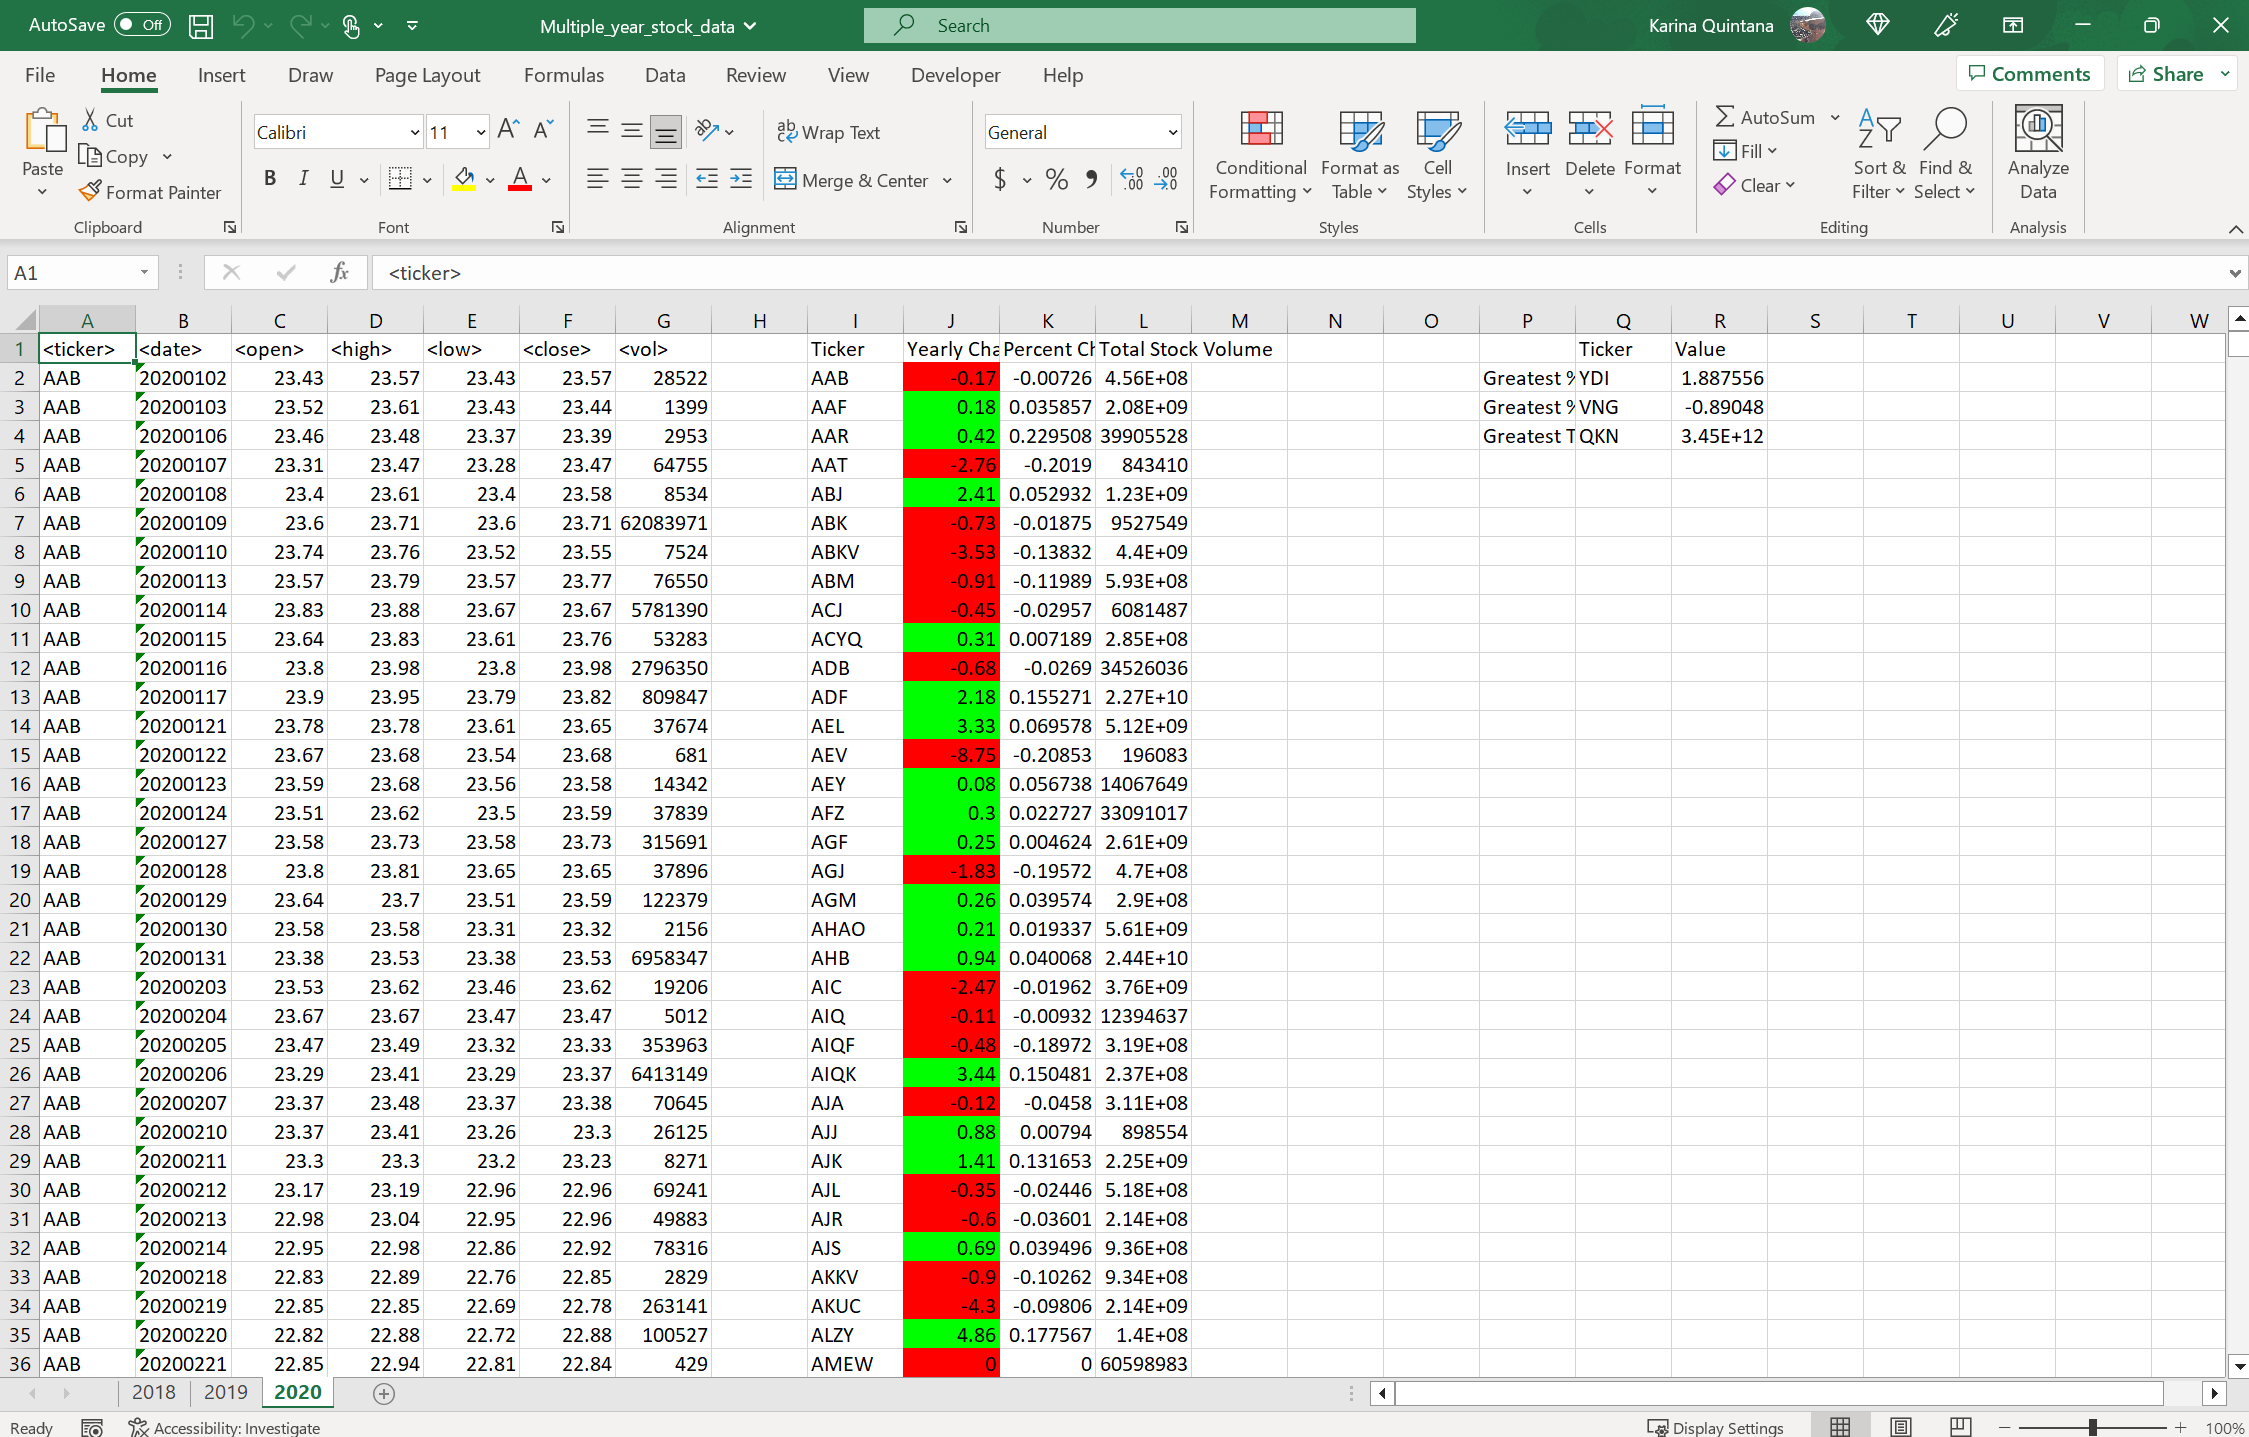 AutoSave Off Multiple_year_stock_data Search Karina Quintana
File Home Insert Draw Page Layout Formulas Data Review View Developer Help Comments Share
Paste Cut Copy Format Painter Clipboard
Calibri 11 A^ A˅ B I U A Font
ab Wrap Text Merge & Center Alignment
General $ % , Number
Conditional Formatting Format as Table Cell Styles Styles
Insert Delete Format Cells
AutoSum Fill Clear Sort & Filter Find & Select Editing
Analyze Data Analysis
A1 fx <ticker>
A B C D E F G H I J K L M N O P Q R S T U V W
1 <ticker> <date> <open> <high> <low> <close> <vol> Ticker Yearly Cha Percent Ch Total Stock Volume Ticker Value
2 AAB 20200102 23.43 23.57 23.43 23.57 28522 AAB -0.17 -0.00726 4.56E+08 Greatest % YDI 1.887556
3 AAB 20200103 23.52 23.61 23.43 23.44 1399 AAF 0.18 0.035857 2.08E+09 Greatest % VNG -0.89048
4 AAB 20200106 23.46 23.48 23.37 23.39 2953 AAR 0.42 0.229508 39905528 Greatest T QKN 3.45E+12
5 AAB 20200107 23.31 23.47 23.28 23.47 64755 AAT -2.76 -0.2019 843410
6 AAB 20200108 23.4 23.61 23.4 23.58 8534 ABJ 2.41 0.052932 1.23E+09
7 AAB 20200109 23.6 23.71 23.6 23.71 62083971 ABK -0.73 -0.01875 9527549
8 AAB 20200110 23.74 23.76 23.52 23.55 7524 ABKV -3.53 -0.13832 4.4E+09
9 AAB 20200113 23.57 23.79 23.57 23.77 76550 ABM -0.91 -0.11989 5.93E+08
10 AAB 20200114 23.83 23.88 23.67 23.67 5781390 ACJ -0.45 -0.02957 6081487
11 AAB 20200115 23.64 23.83 23.61 23.76 53283 ACYQ 0.31 0.007189 2.85E+08
12 AAB 20200116 23.8 23.98 23.8 23.98 2796350 ADB -0.68 -0.0269 34526036
13 AAB 20200117 23.9 23.95 23.79 23.82 809847 ADF 2.18 0.155271 2.27E+10
14 AAB 20200121 23.78 23.78 23.61 23.65 37674 AEL 3.33 0.069578 5.12E+09
15 AAB 20200122 23.67 23.68 23.54 23.68 681 AEV -8.75 -0.20853 196083
16 AAB 20200123 23.59 23.68 23.56 23.58 14342 AEY 0.08 0.056738 14067649
17 AAB 20200124 23.51 23.62 23.5 23.59 37839 AFZ 0.3 0.022727 33091017
18 AAB 20200127 23.58 23.73 23.58 23.73 315691 AGF 0.25 0.004624 2.61E+09
19 AAB 20200128 23.8 23.81 23.65 23.65 37896 AGJ -1.83 -0.19572 4.7E+08
20 AAB 20200129 23.64 23.7 23.51 23.59 122379 AGM 0.26 0.039574 2.9E+08
21 AAB 20200130 23.58 23.58 23.31 23.32 2156 AHAO 0.21 0.019337 5.61E+09
22 AAB 20200131 23.38 23.53 23.38 23.53 6958347 AHB 0.94 0.040068 2.44E+10
23 AAB 20200203 23.53 23.62 23.46 23.62 19206 AIC -2.47 -0.01962 3.76E+09
24 AAB 20200204 23.67 23.67 23.47 23.47 5012 AIQ -0.11 -0.00932 12394637
25 AAB 20200205 23.47 23.49 23.32 23.33 353963 AIQF -0.48 -0.18972 3.19E+08
26 AAB 20200206 23.29 23.41 23.29 23.37 6413149 AIQK 3.44 0.150481 2.37E+08
27 AAB 20200207 23.37 23.48 23.37 23.38 70645 AJA -0.12 -0.0458 3.11E+08
28 AAB 20200210 23.37 23.41 23.26 23.3 26125 AJJ 0.88 0.00794 898554
29 AAB 20200211 23.3 23.3 23.2 23.23 8271 AJK 1.41 0.131653 2.25E+09
30 AAB 20200212 23.17 23.19 22.96 22.96 69241 AJL -0.35 -0.02446 5.18E+08
31 AAB 20200213 22.98 23.04 22.95 22.96 49883 AJR -0.6 -0.03601 2.14E+08
32 AAB 20200214 22.95 22.98 22.86 22.92 78316 AJS 0.69 0.039496 9.36E+08
33 AAB 20200218 22.83 22.89 22.76 22.85 2829 AKKV -0.9 -0.10262 9.34E+08
34 AAB 20200219 22.85 22.85 22.69 22.78 263141 AKUC -4.3 -0.09806 2.14E+09
35 AAB 20200220 22.82 22.88 22.72 22.88 100527 ALZY 4.86 0.177567 1.4E+08
36 AAB 20200221 22.85 22.94 22.81 22.84 429 AMEW 0 0 60598983
2018 2019 2020
Ready Accessibility: Investigate Display Settings 100%